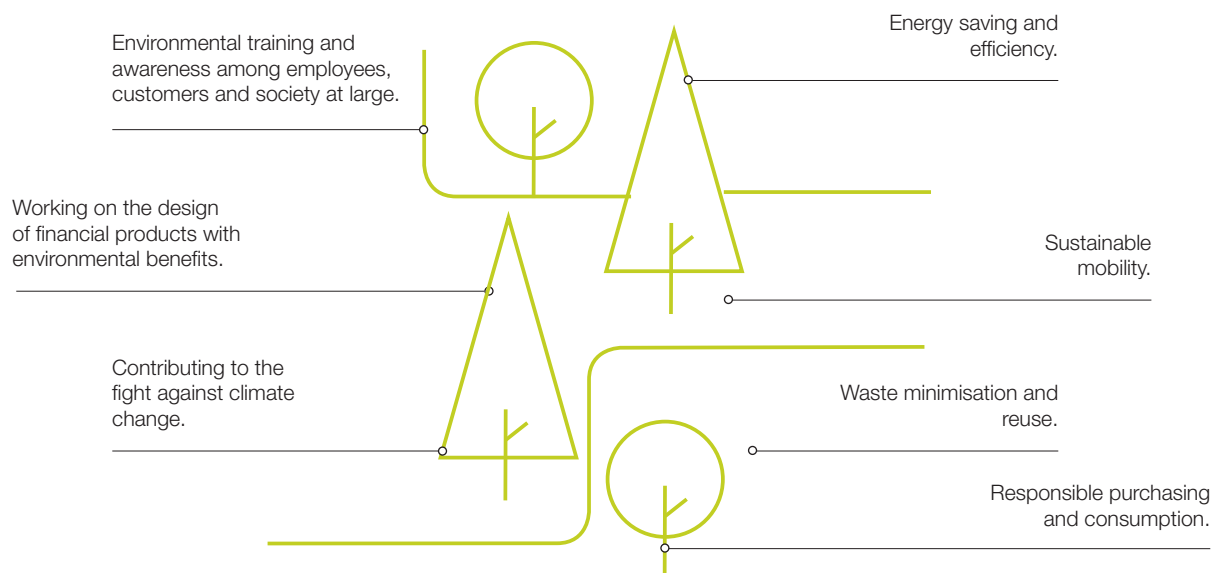 Environmental training and
awareness among employees,
customers and society at large.
Working on the design
of financial products with
environmental benefits.
Contributing to the
fight against climate
change.
Energy saving and
efficiency.
Sustainable
mobility.
Waste minimisation and
reuse.
Responsible purchasing
and consumption.